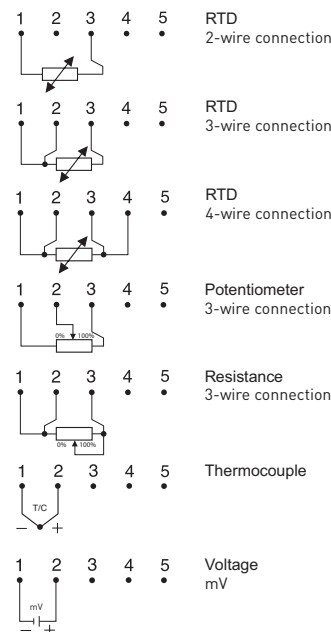 1 2 3 4 5 RTD
2-wire connection
1 2 3 4 5 RTD
3-wire connection
1 2 3 4 5 RTD
4-wire connection
1 2 3 4 5 Potentiometer
3-wire connection
0% 100%
1 2 3 4 5 Resistance
3-wire connection
0% 100%
1 2 3 4 5 Thermocouple
T/C
− +
1 2 3 4 5 Voltage
mV
mV
− +